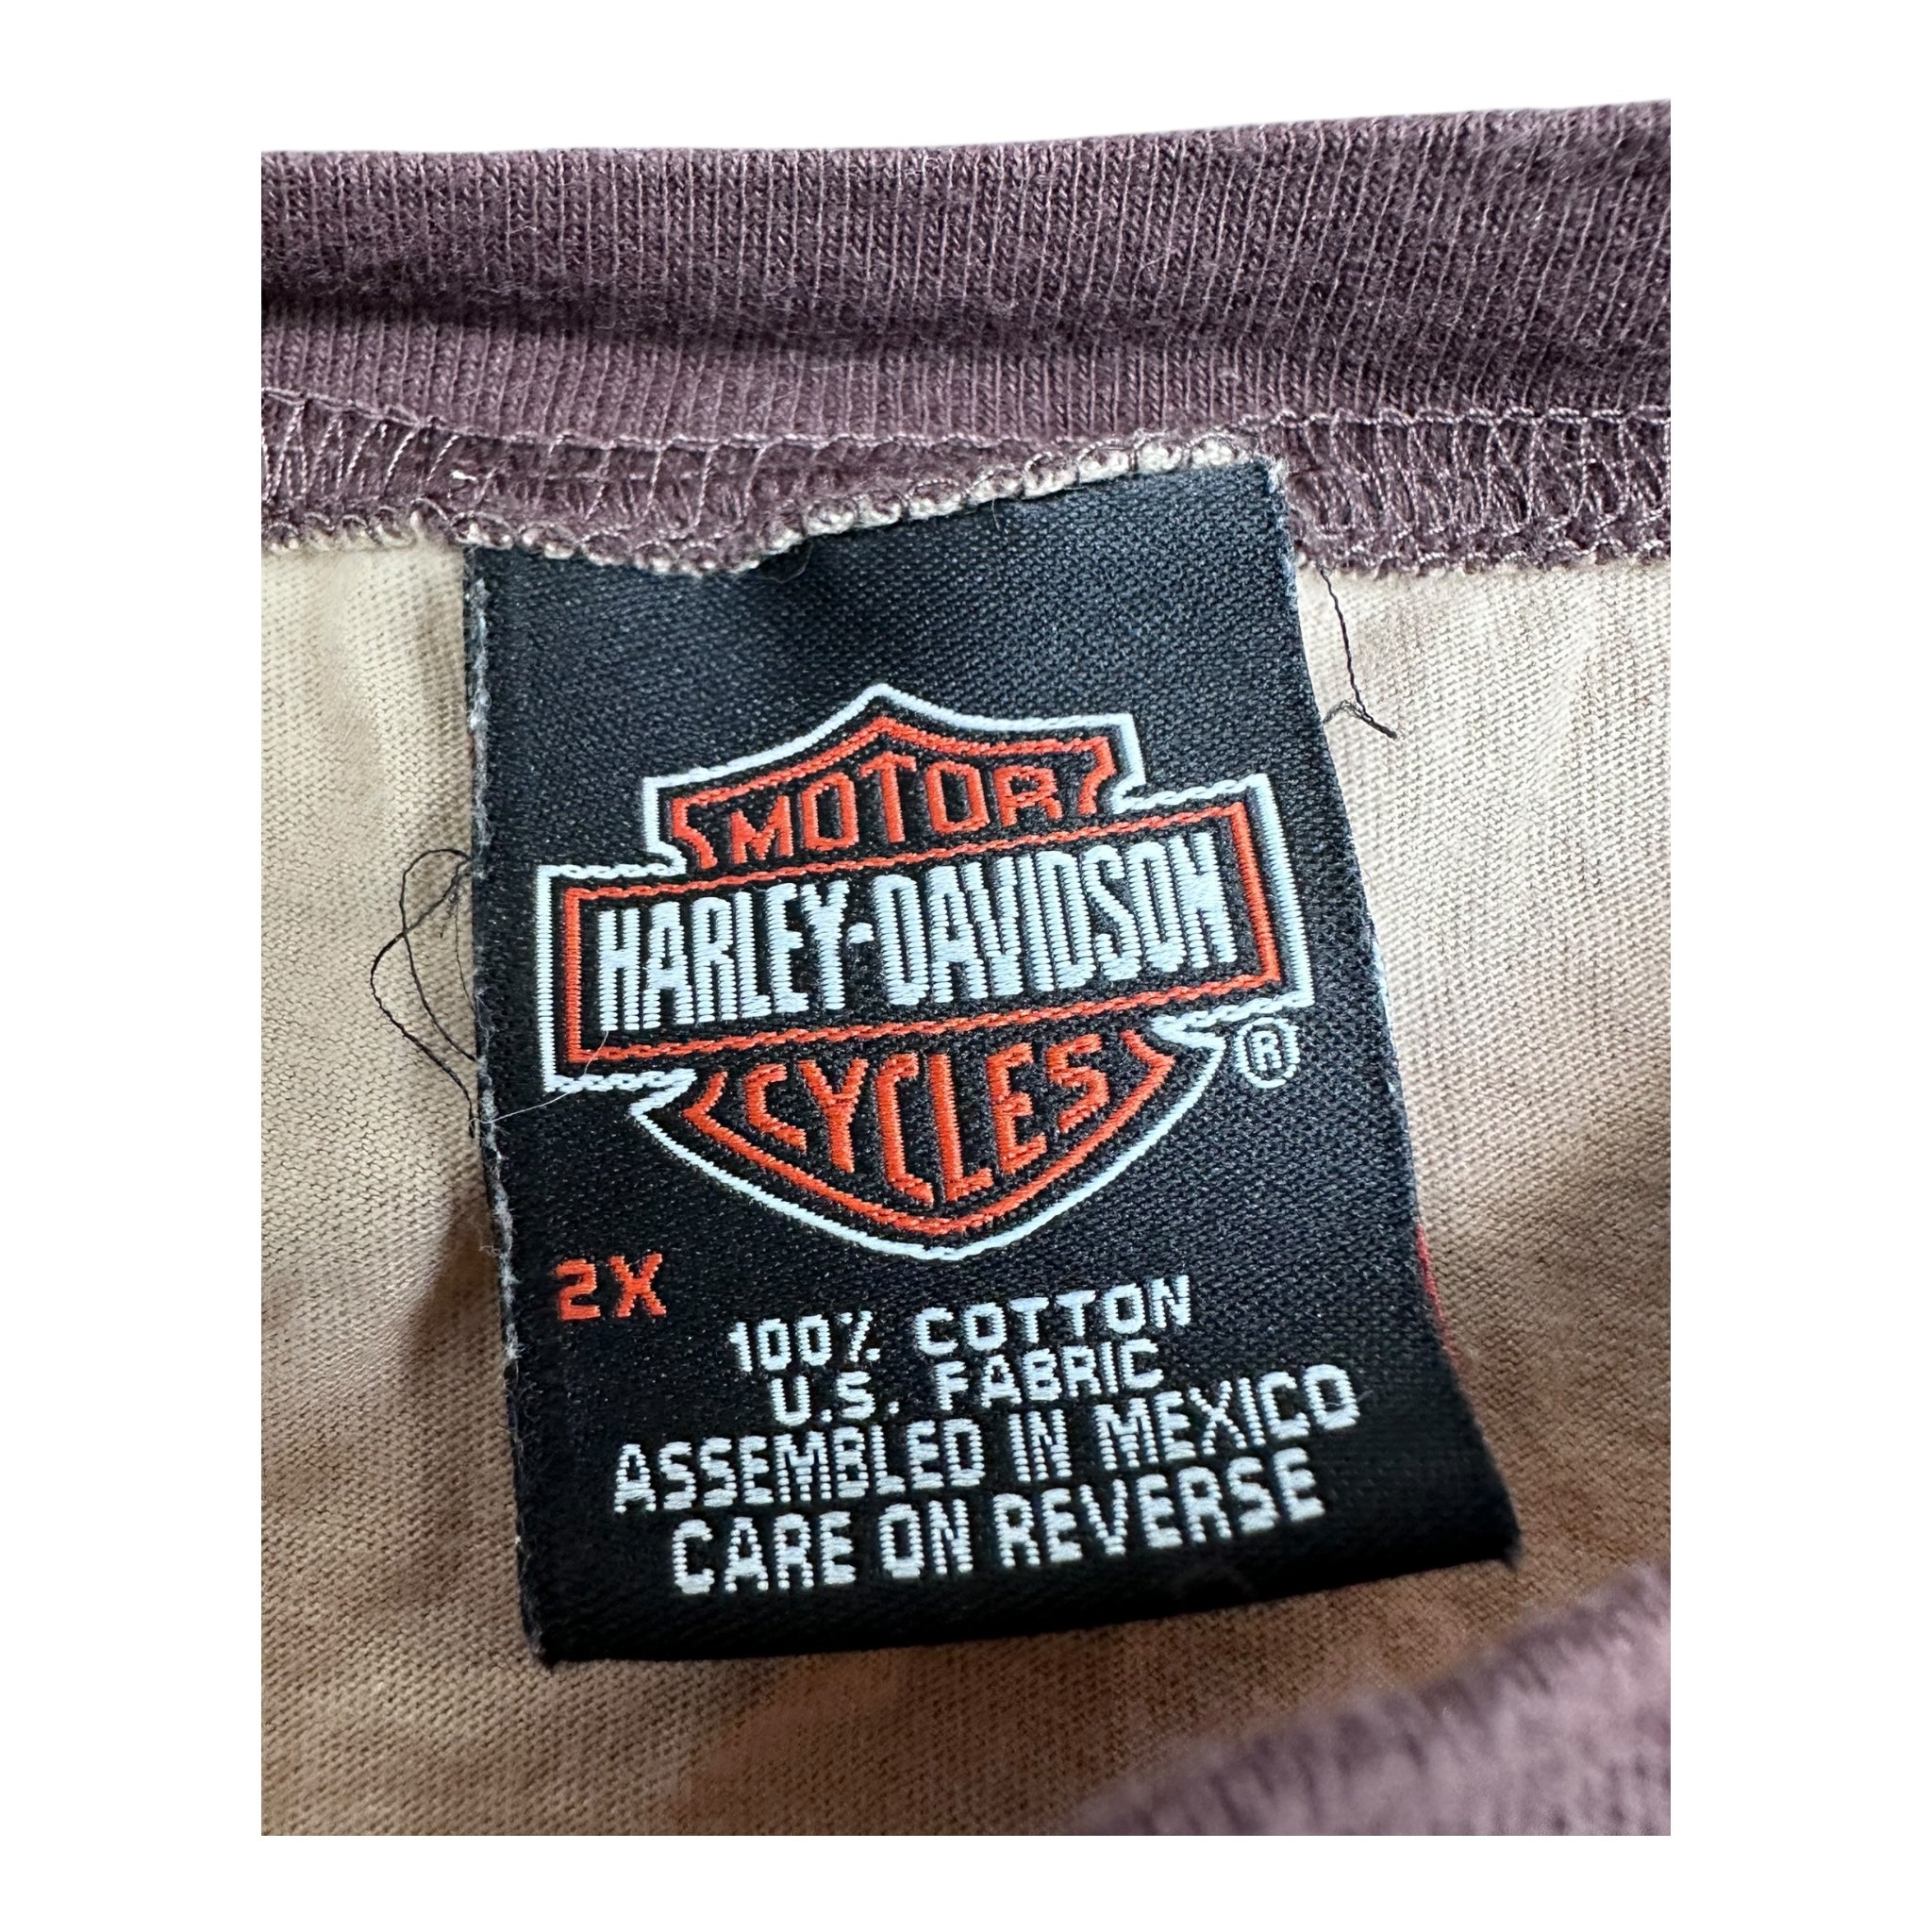 MOTOR
HARLEY-DAVIDSON
CYCLES
®
2X
100% COTTON
U.S. FABRIC
ASSEMBLED IN MEXICO
CARE ON REVERSE